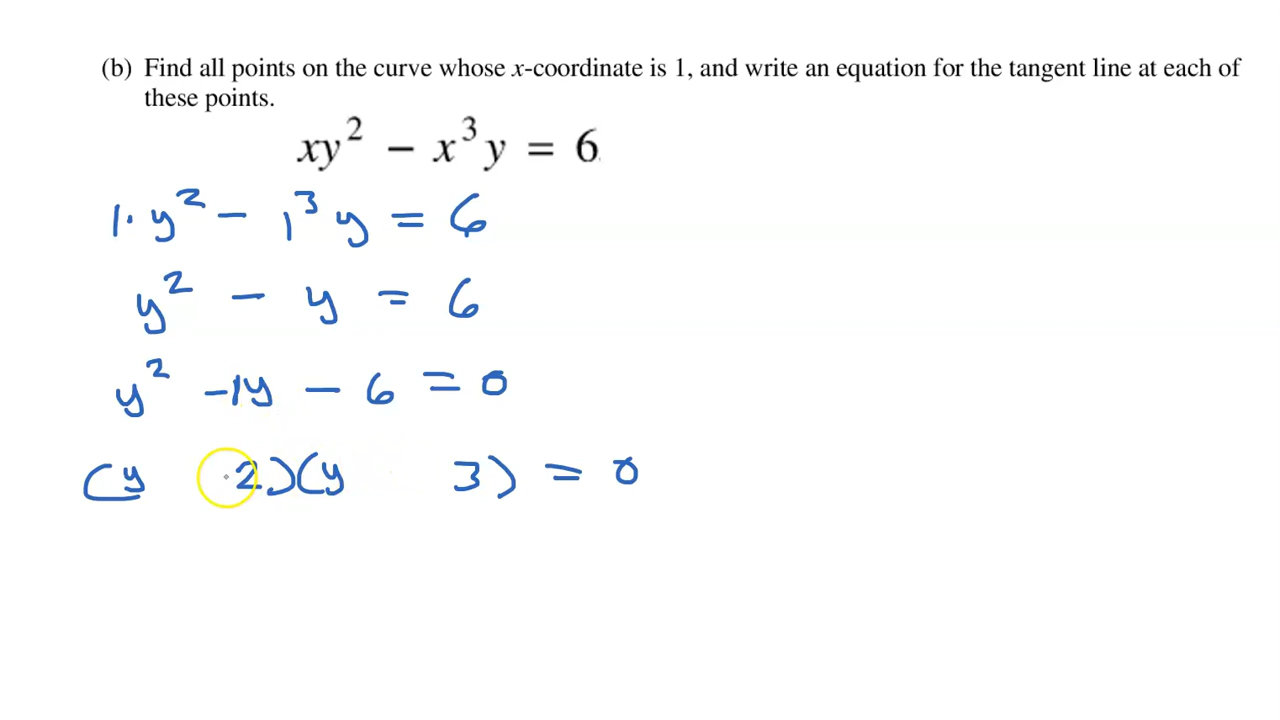 (b) Find all points on the curve whose x-coordinate is 1, and write an equation for the tangent line at each of
these points.
xy² − x³y = 6
1·y² − 1³y = 6
y² − y = 6
y² −1y − 6 = 0
(y 2)(y 3) = 0